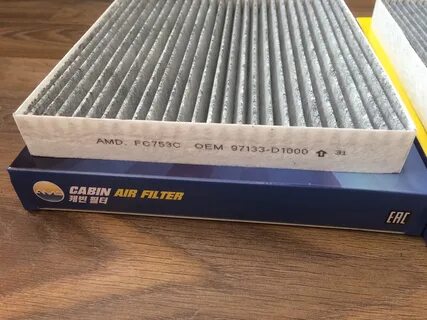 AMD. FC753C OEM 97133-D1000 ↑ 31
AMD
CABIN AIR FILTER
캐빈 필터
EAC